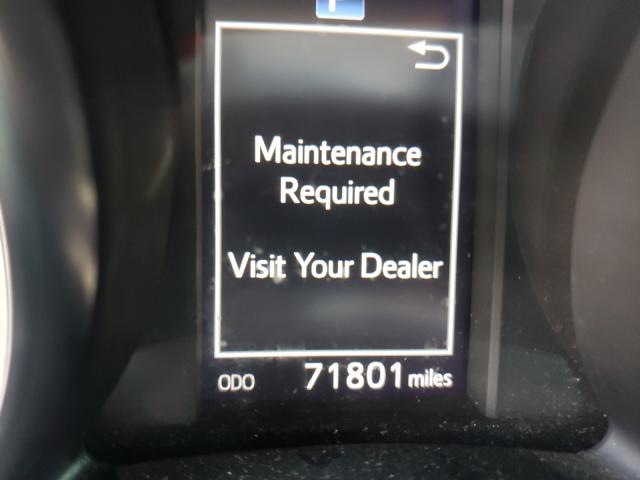 P
Maintenance
Required
Visit Your Dealer
ODO 71801 miles